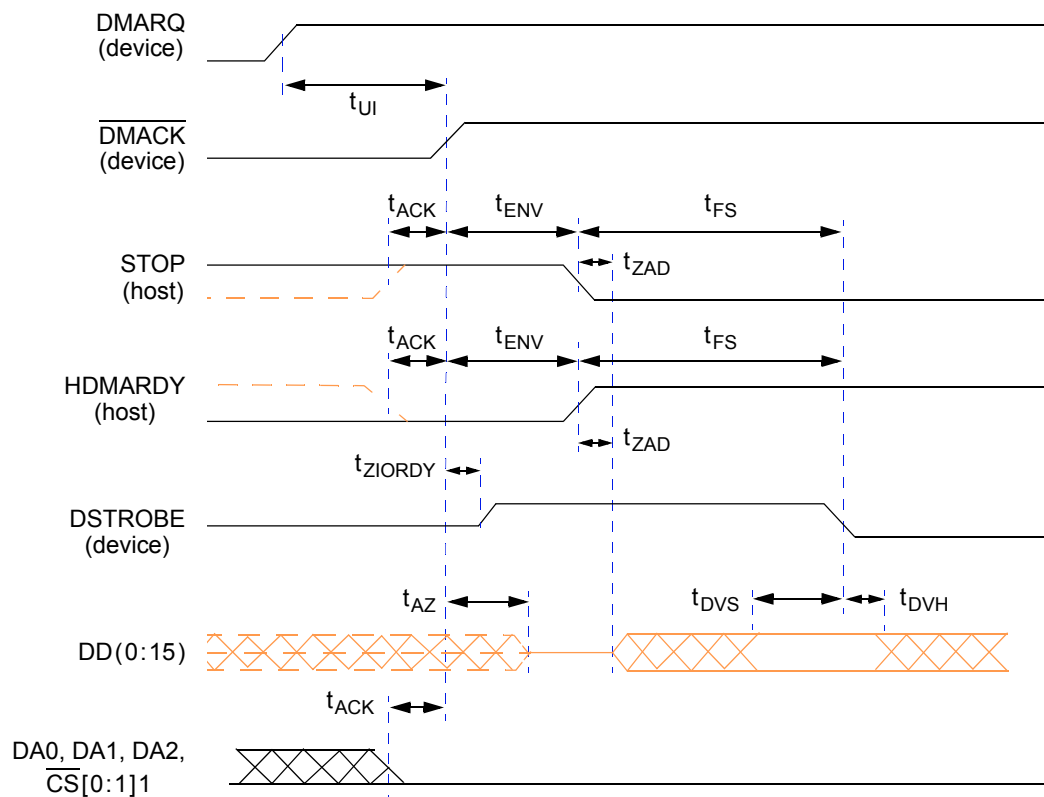 DMARQ
(device)
tUI
DMACK
(device)
tACK tENV tFS
STOP
(host)
tZAD
tACK tENV tFS
HDMARDY
(host)
tZAD
tZIORDY
DSTROBE
(device)
tAZ tDVS tDVH
DD(0:15)
tACK
DA0, DA1, DA2,
CS[0:1]1